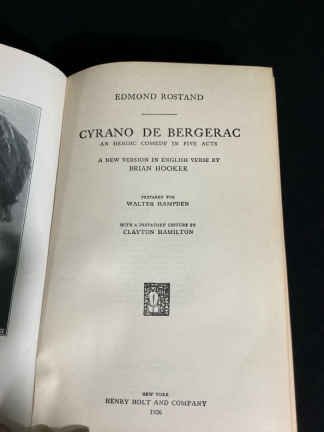 EDMOND ROSTAND
CYRANO DE BERGERAC
AN HEROIC COMEDY IN FIVE ACTS
A NEW VERSION IN ENGLISH VERSE BY
BRIAN HOOKER
PREPARED FOR
WALTER HAMPDEN
WITH A PREFATORY LECTURE BY
CLAYTON HAMILTON
NEW YORK
HENRY HOLT AND COMPANY
1926